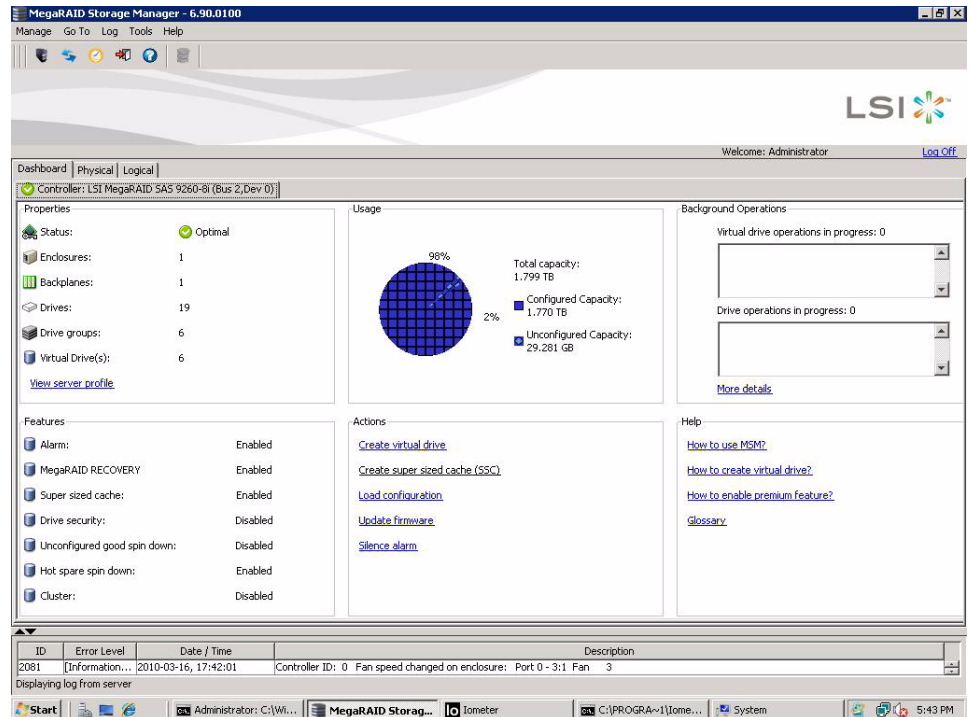 MegaRAID Storage Manager - 6.90.0100
Manage Go To Log Tools Help
LSI
Welcome: Administrator Log Off
Dashboard Physical Logical
Controller: LSI MegaRAID SAS 9260-8i (Bus 2,Dev 0)
Properties
Status: Optimal
Enclosures: 1
Backplanes: 1
Drives: 19
Drive groups: 6
Virtual Drive(s): 6
View server profile
Usage
98%
2%
Total capacity:
1.799 TB
Configured Capacity:
1.770 TB
Unconfigured Capacity:
29.281 GB
Background Operations
Virtual drive operations in progress: 0
Drive operations in progress: 0
More details
Features
Alarm: Enabled
MegaRAID RECOVERY Enabled
Super sized cache: Enabled
Drive security: Disabled
Unconfigured good spin down: Disabled
Hot spare spin down: Enabled
Cluster: Disabled
Actions
Create virtual drive
Create super sized cache (SSC)
Load configuration
Update firmware
Silence alarm
Help
How to use MSM?
How to create virtual drive?
How to enable premium feature?
Glossary
ID Error Level Date / Time Description
2081 [Information... 2010-03-16, 17:42:01 Controller ID: 0 Fan speed changed on enclosure: Port 0 - 3:1 Fan 3
Displaying log from server
Start Administrator: C:\Wi... MegaRAID Storag... Iometer C:\PROGRA~1\Iome... System 5:43 PM